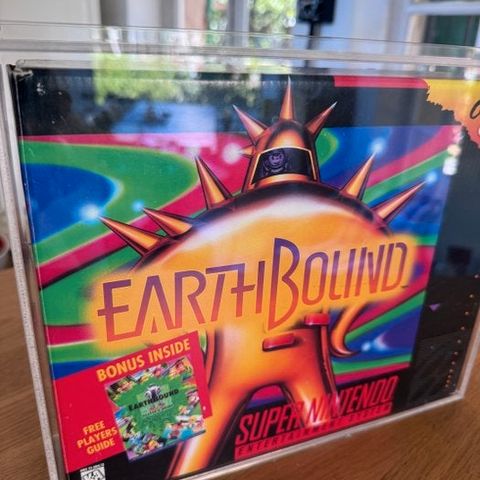 EARTHBOUND
BONUS INSIDE
EARTHBOUND
FREE
PLAYERS
GUIDE
SUPER NINTENDO
ENTERTAINMENT SYSTEM